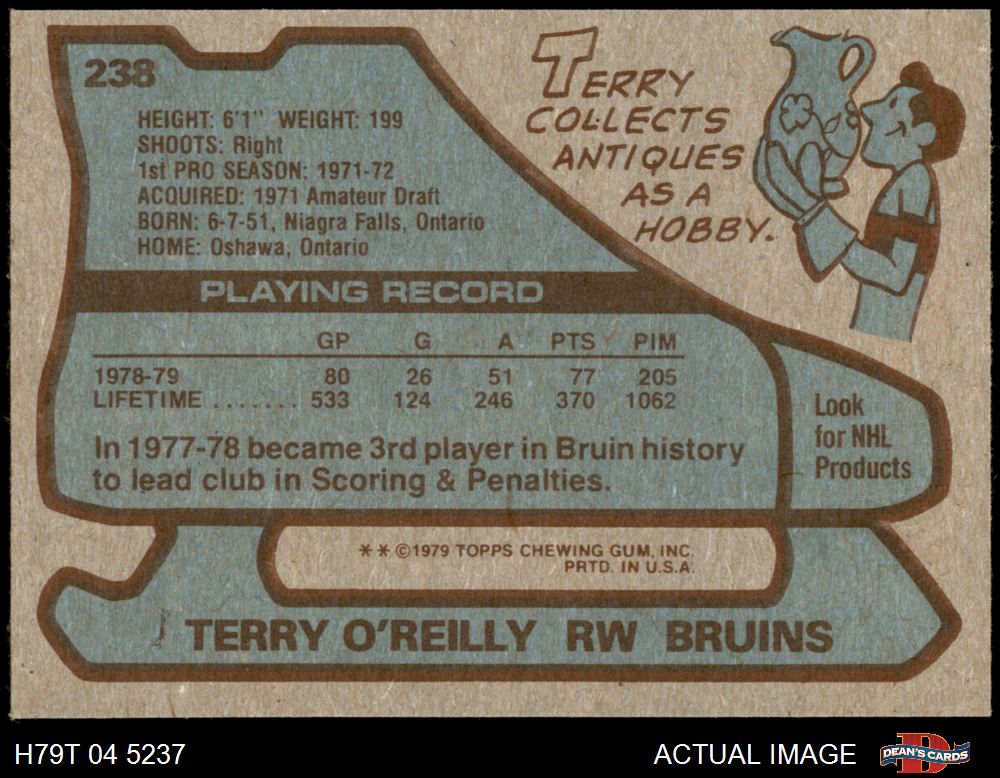 238
HEIGHT: 6'1" WEIGHT: 199
SHOOTS: Right
1st PRO SEASON: 1971-72
ACQUIRED: 1971 Amateur Draft
BORN: 6-7-51, Niagra Falls, Ontario
HOME: Oshawa, Ontario
TERRY
COLLECTS
ANTIQUES
AS A
HOBBY.
PLAYING RECORD
GP G A PTS PIM
1978-79 80 26 51 77 205
LIFETIME ....... 533 124 246 370 1062
In 1977-78 became 3rd player in Bruin history
to lead club in Scoring & Penalties.
Look
for NHL
Products
**©1979 TOPPS CHEWING GUM, INC.
PRTD. IN U.S.A.
TERRY O'REILLY RW BRUINS
H79T 04 5237
ACTUAL IMAGE
D
DEAN'S CARDS